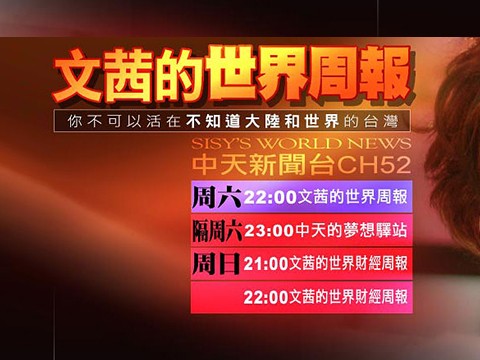 文茜的世界周報
你不可以活在不知道大陸和世界的台灣
SISY'S WORLD NEWS
中天新聞台CH52
周六 22:00文茜的世界周報
隔周六 23:00中天的夢想驛站
周日 21:00文茜的世界財經周報
22:00文茜的世界財經周報